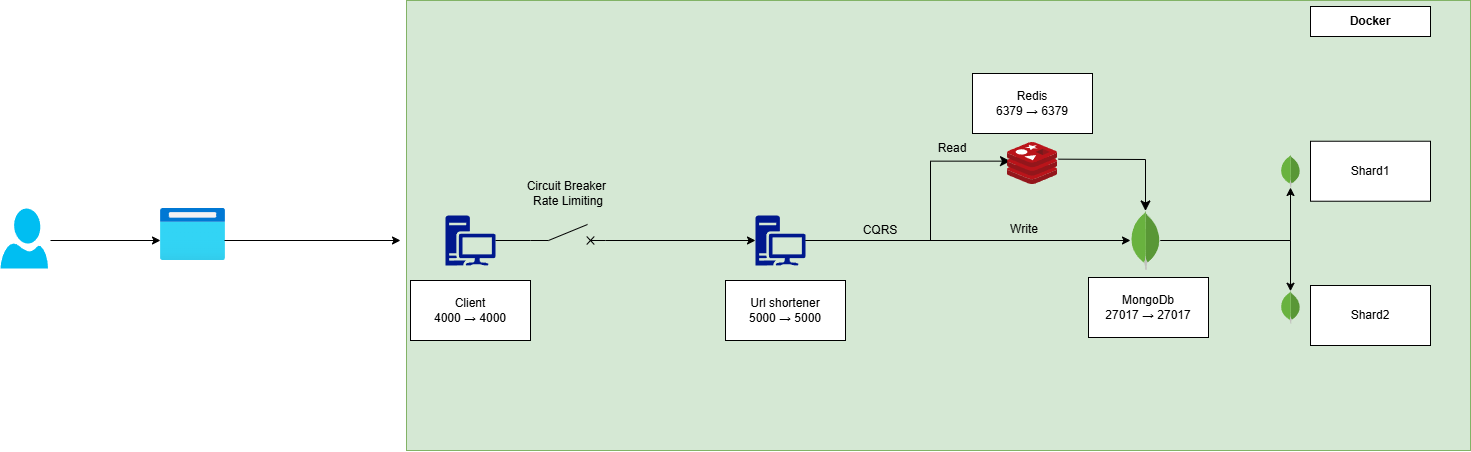 Docker
Redis
6379 → 6379
Read
Shard1
Circuit Breaker
Rate Limiting
CQRS
Write
Client
4000 → 4000
Url shortener
5000 → 5000
MongoDb
27017 → 27017
Shard2